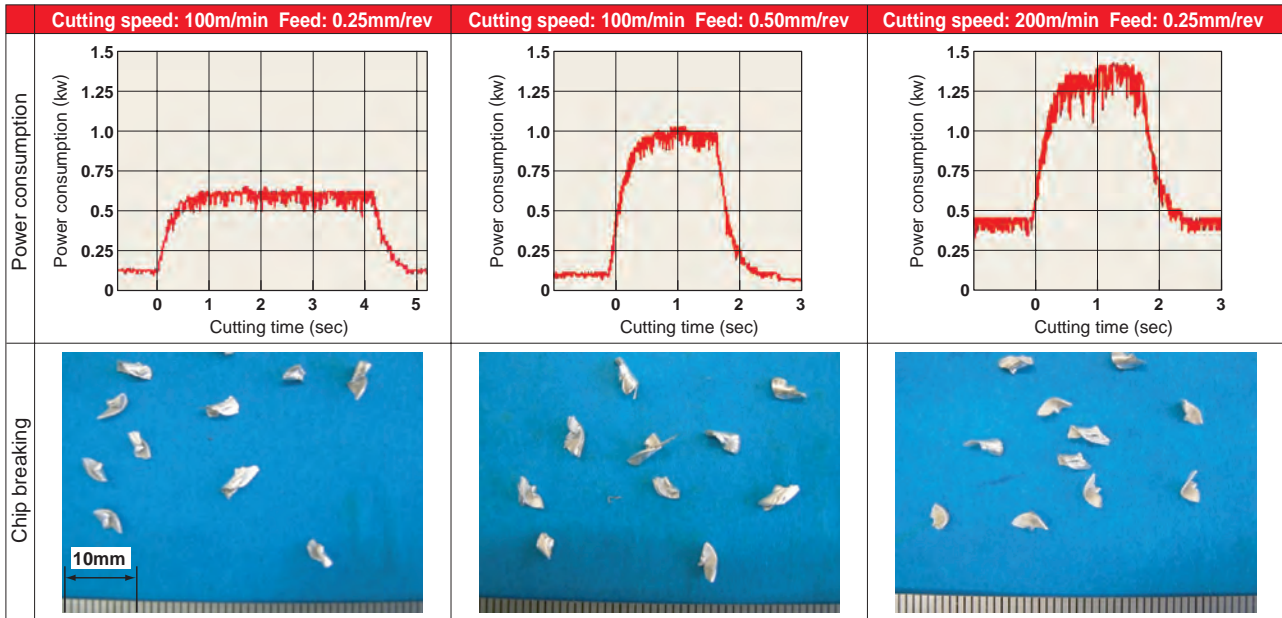 Cutting speed: 100m/min Feed: 0.25mm/rev
Cutting speed: 100m/min Feed: 0.50mm/rev
Cutting speed: 200m/min Feed: 0.25mm/rev
Power consumption
Power consumption (kw)
1.5
1.25
1.0
0.75
0.5
0.25
0
0 1 2 3 4 5
Cutting time (sec)
Power consumption (kw)
1.5
1.25
1.0
0.75
0.5
0.25
0
0 1 2 3
Cutting time (sec)
Power consumption (kw)
1.5
1.25
1.0
0.75
0.5
0.25
0
0 1 2 3
Cutting time (sec)
Chip breaking
10mm